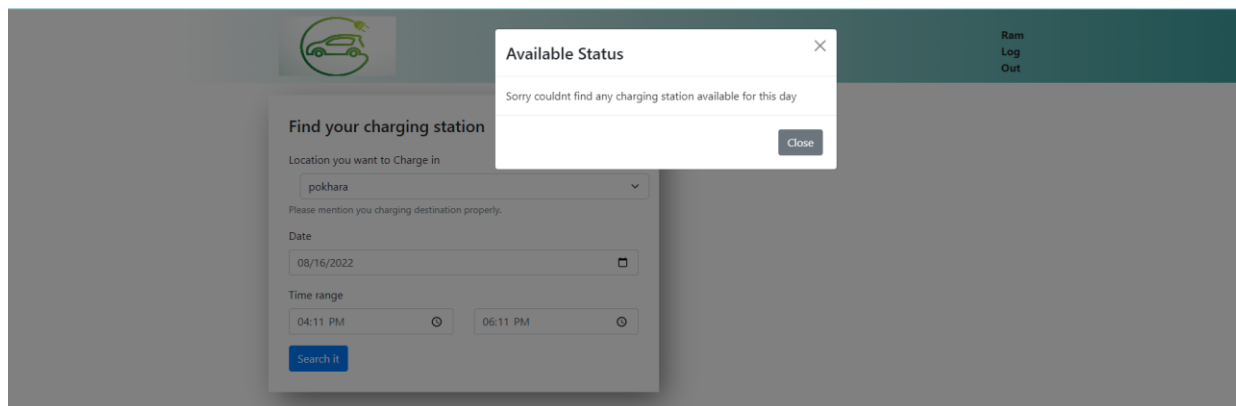 Ram
Log
Out
Available Status
Sorry couldnt find any charging station available for this day
Close
Find your charging station
Location you want to Charge in
pokhara
Please mention you charging destination properly.
Date
08/16/2022
Time range
04:11 PM
06:11 PM
Search it